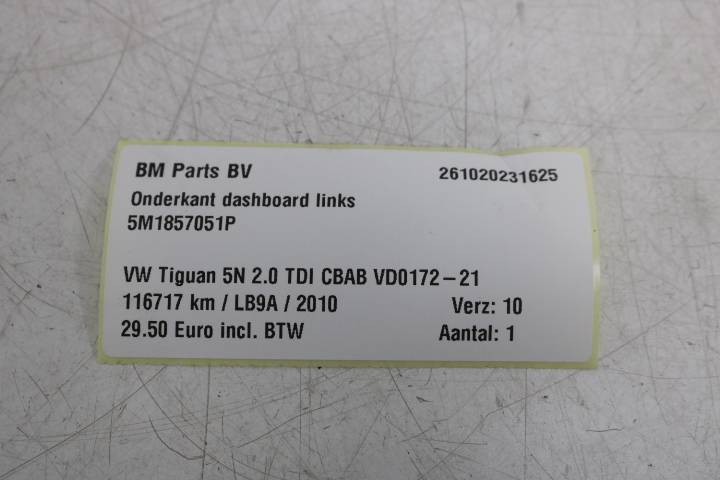 BM Parts BV 261020231625
Onderkant dashboard links
5M1857051P
VW Tiguan 5N 2.0 TDI CBAB VD0172-21
116717 km / LB9A / 2010 Verz: 10
29.50 Euro incl. BTW Aantal: 1